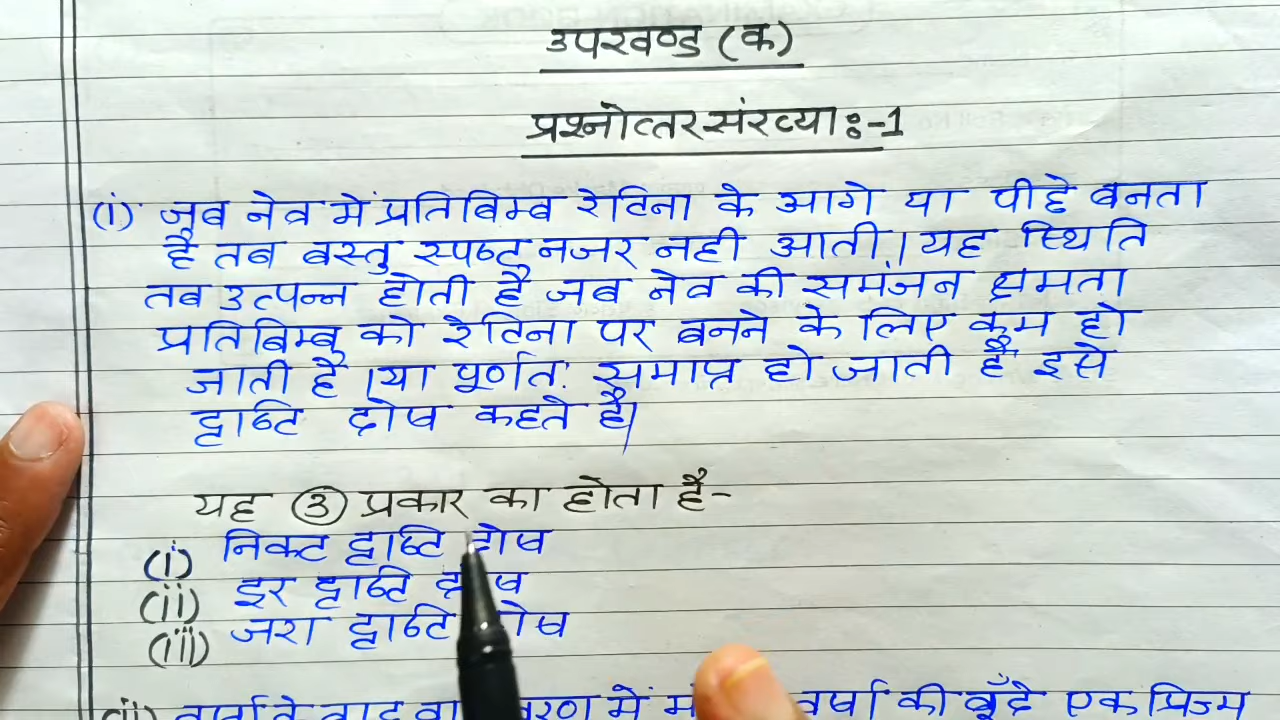 उपखण्ड (क)
प्रश्नोत्तर संख्या :-1
(i) जब नेत्र में प्रतिबिम्ब रेटिना के आगे या पीछे बनता
है तब वस्तु स्पष्ट नजर नही आती। यह स्थिति
तब उत्पन्न होती है जब नेत्र की समंजन क्षमता
प्रतिबिम्ब को रेटिना पर बनने के लिए कम हो
जाती है। या पूर्णत: समाप्त हो जाती है इसे
दृष्टि दोष कहते है।
यह ③ प्रकार का होता है-
(i) निकट दृष्टि दोष
(ii) दूर दृष्टि दोष
(iii) जरा दृष्टि दोष
(ii) में वर्षा की बूँदे एक प्रिज्म